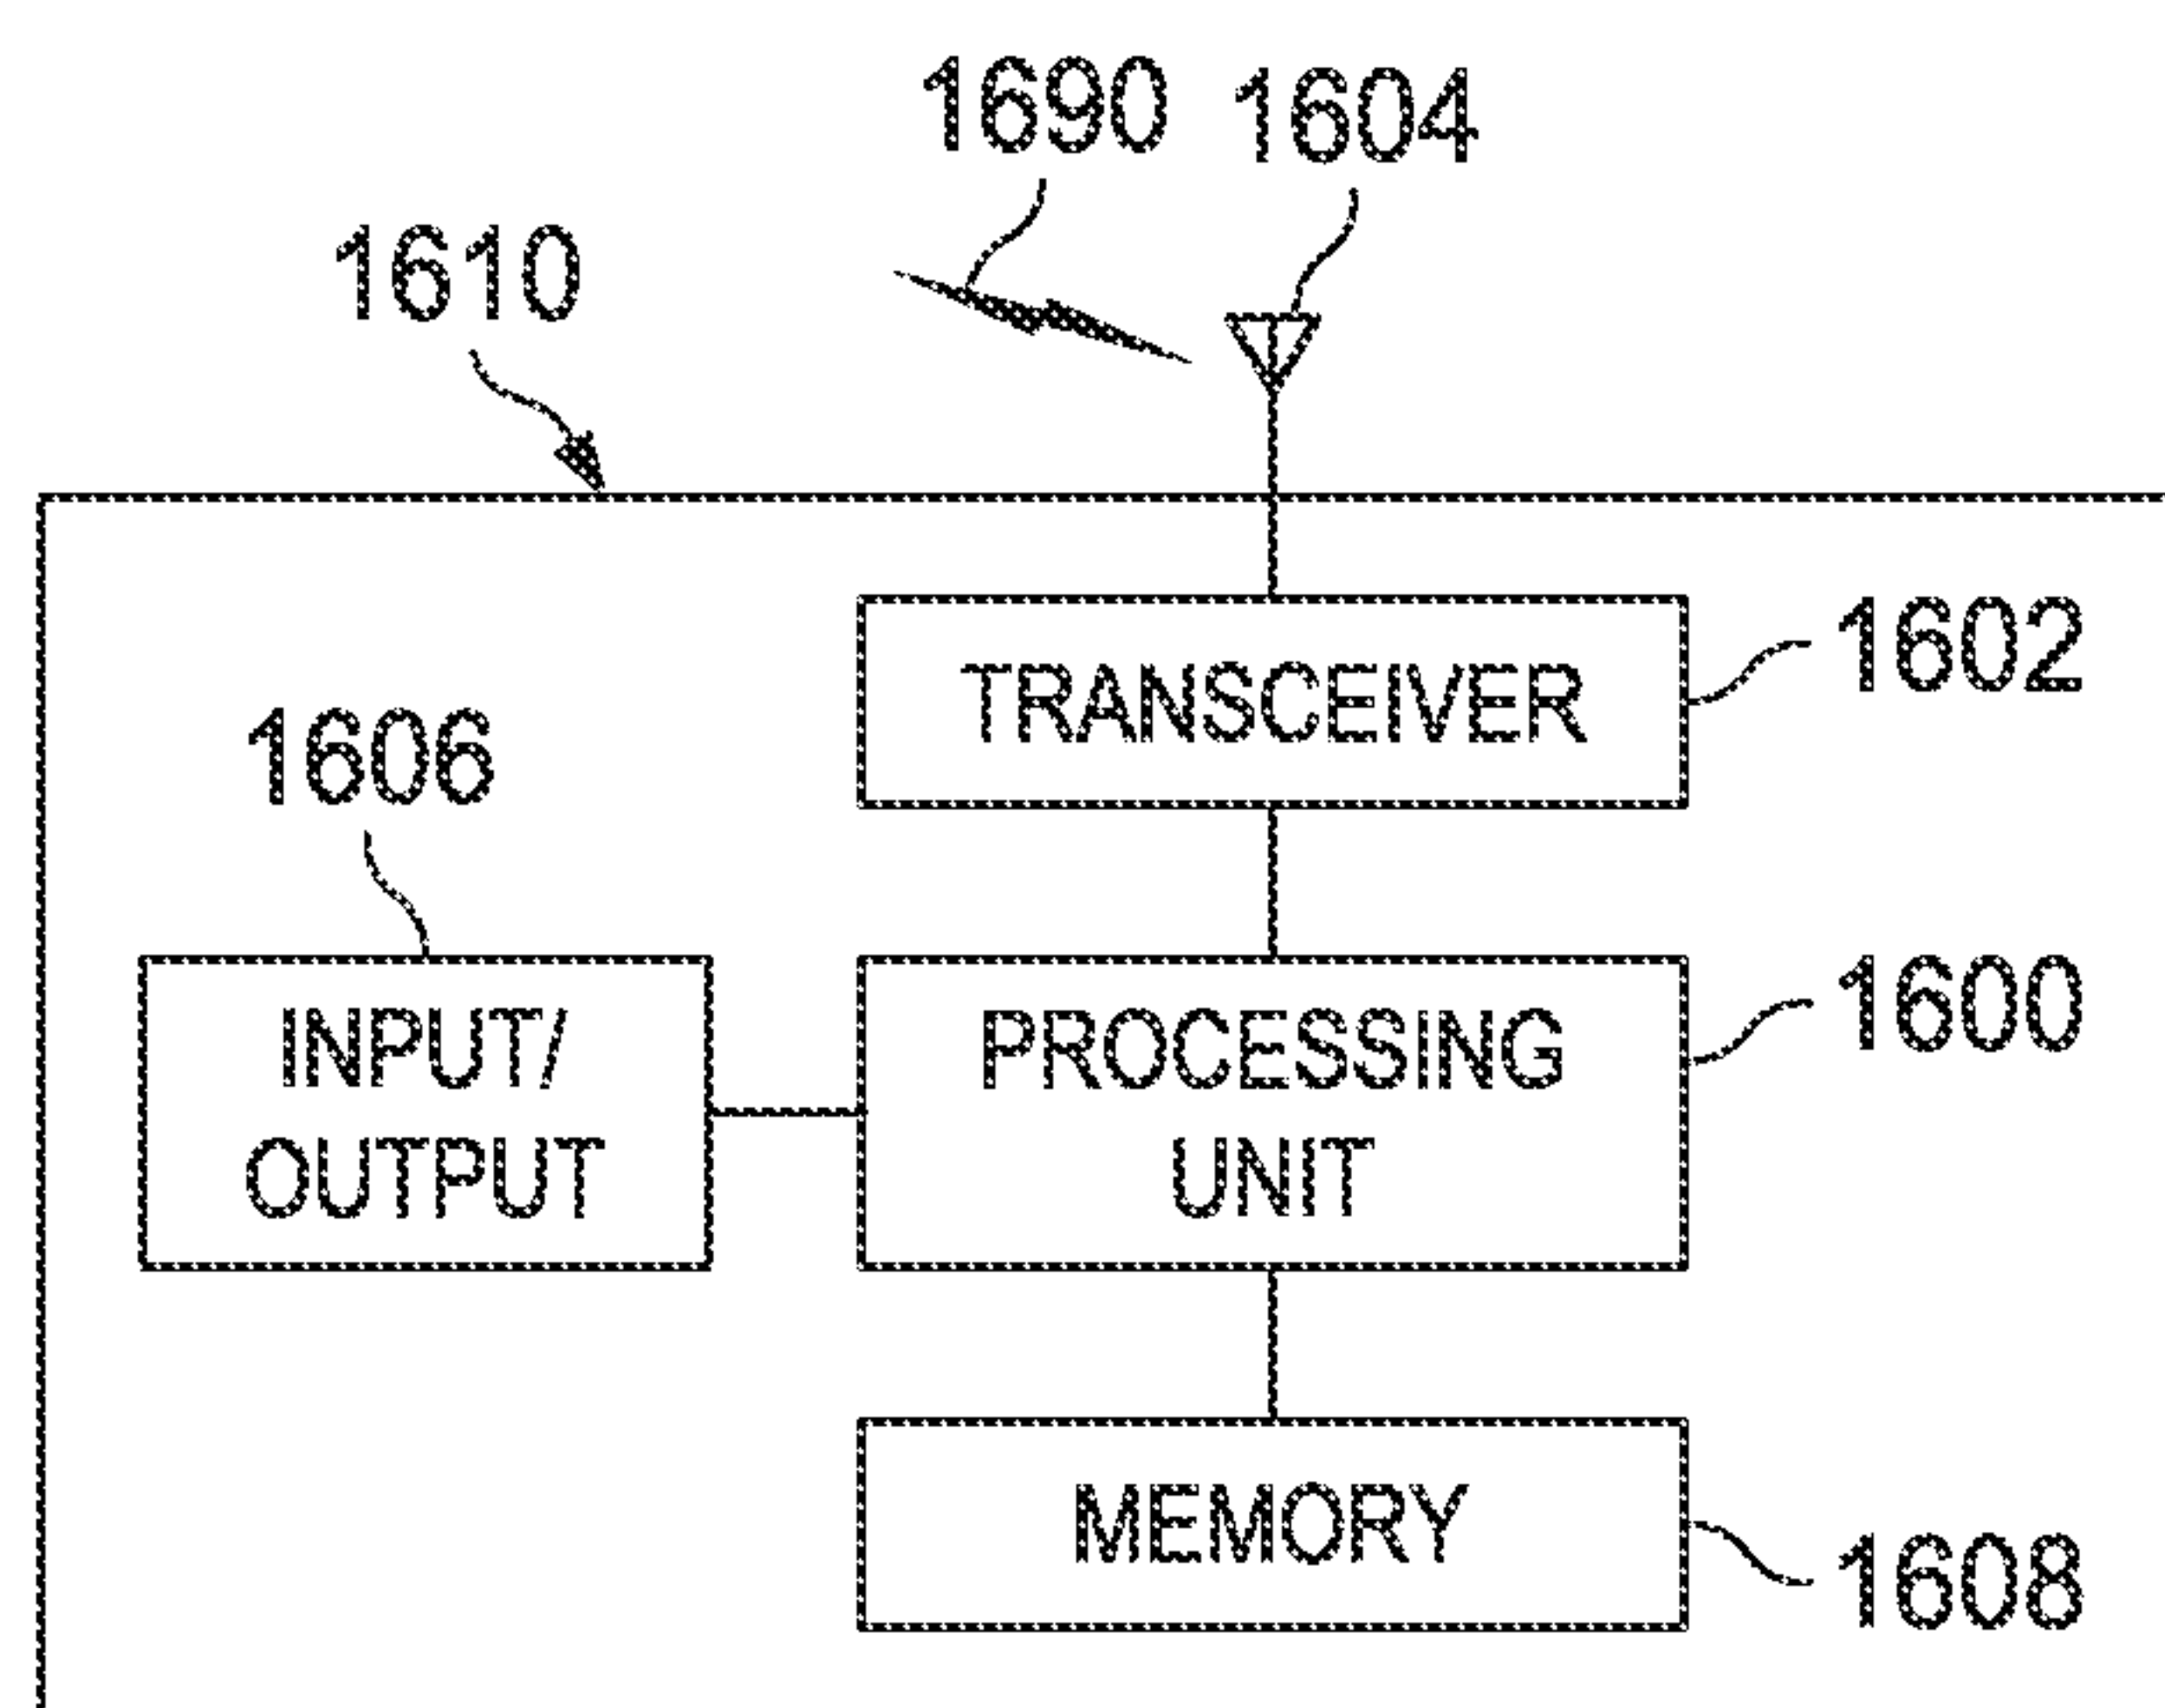 1690
1604
1610
TRANSCEIVER
1602
1606
INPUT/
OUTPUT
PROCESSING
UNIT
1600
MEMORY
1608